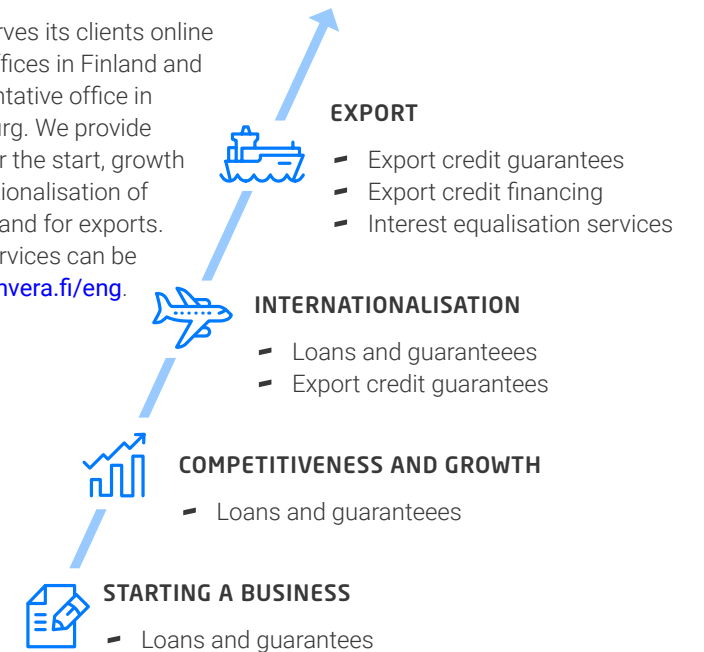 rves its clients online
ffices in Finland and
ntative office in
urg. We provide
r the start, growth
ionalisation of
and for exports.
rvices can be
nvera.fi/eng.
EXPORT
- Export credit guarantees
- Export credit financing
- Interest equalisation services
INTERNATIONALISATION
- Loans and guaranteees
- Export credit guarantees
COMPETITIVENESS AND GROWTH
- Loans and guaranteees
STARTING A BUSINESS
- Loans and guarantees